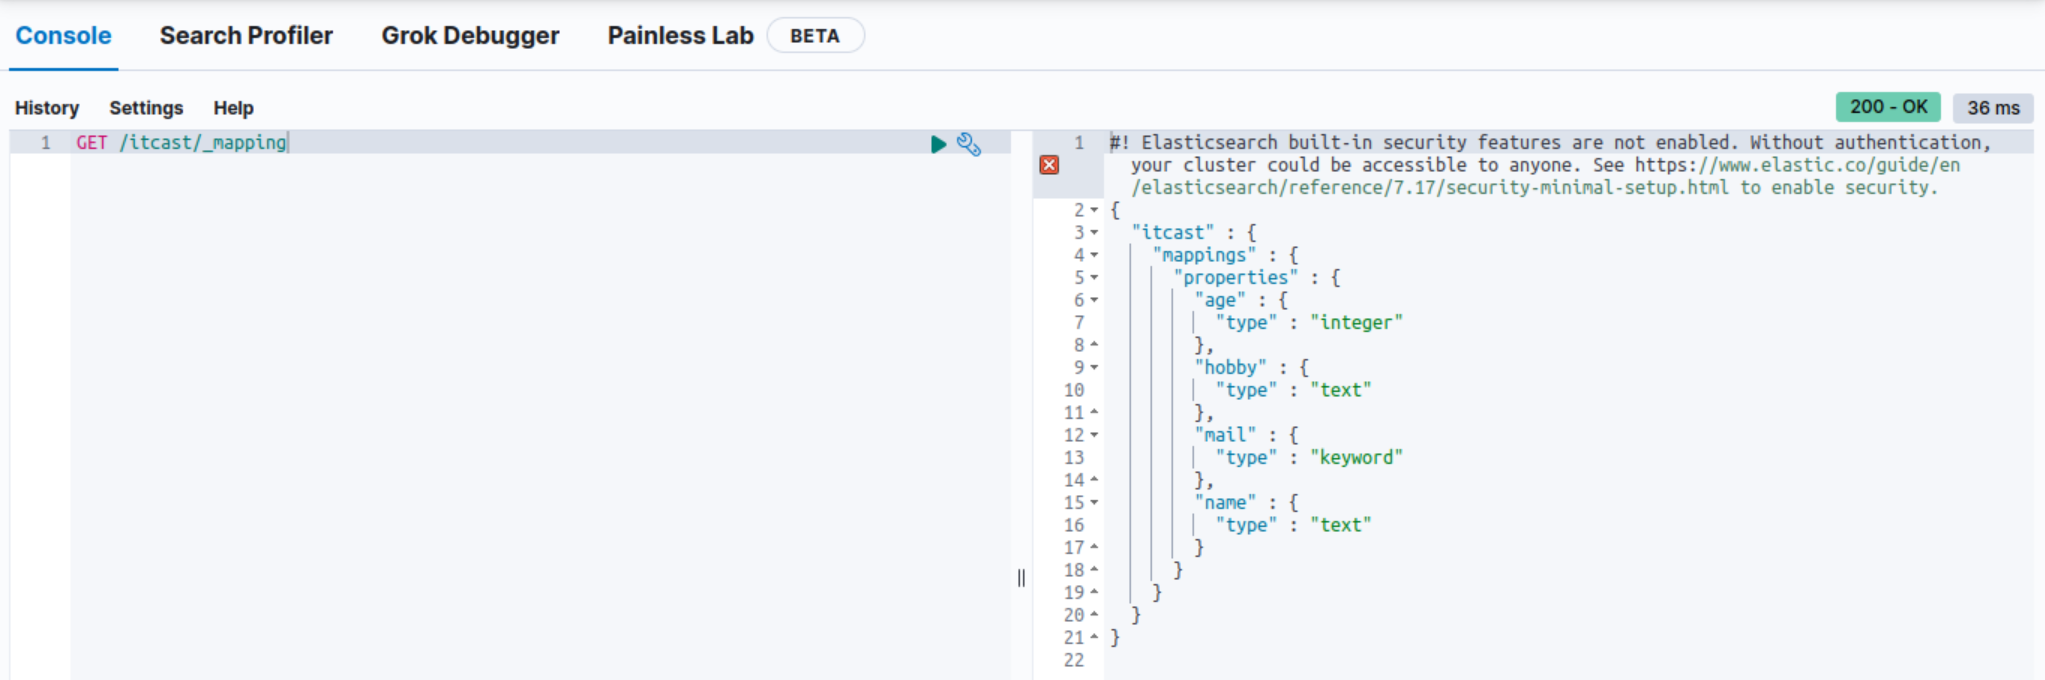 Console Search Profiler Grok Debugger Painless Lab BETA
History Settings Help
200 - OK 36 ms
1 GET /itcast/_mapping
1 #! Elasticsearch built-in security features are not enabled. Without authentication,
your cluster could be accessible to anyone. See https://www.elastic.co/guide/en
/elasticsearch/reference/7.17/security-minimal-setup.html to enable security.
2 {
3 "itcast" : {
4 "mappings" : {
5 "properties" : {
6 "age" : {
7 "type" : "integer"
8 },
9 "hobby" : {
10 "type" : "text"
11 },
12 "mail" : {
13 "type" : "keyword"
14 },
15 "name" : {
16 "type" : "text"
17 }
18 }
19 }
20 }
21 }
22